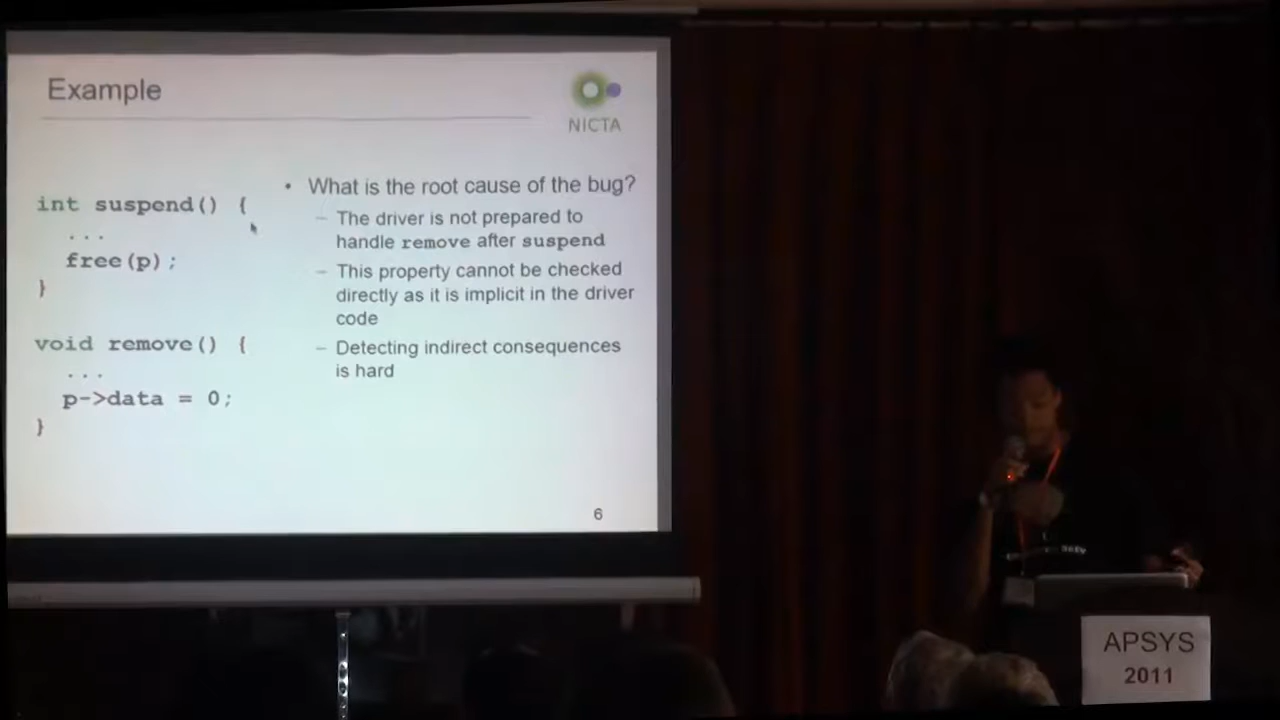 Example
NICTA
int suspend() {
...
free(p);
}
void remove() {
...
p->data = 0;
}
• What is the root cause of the bug?
– The driver is not prepared to
handle remove after suspend
– This property cannot be checked
directly as it is implicit in the driver
code
– Detecting indirect consequences
is hard
6
APSYS
2011